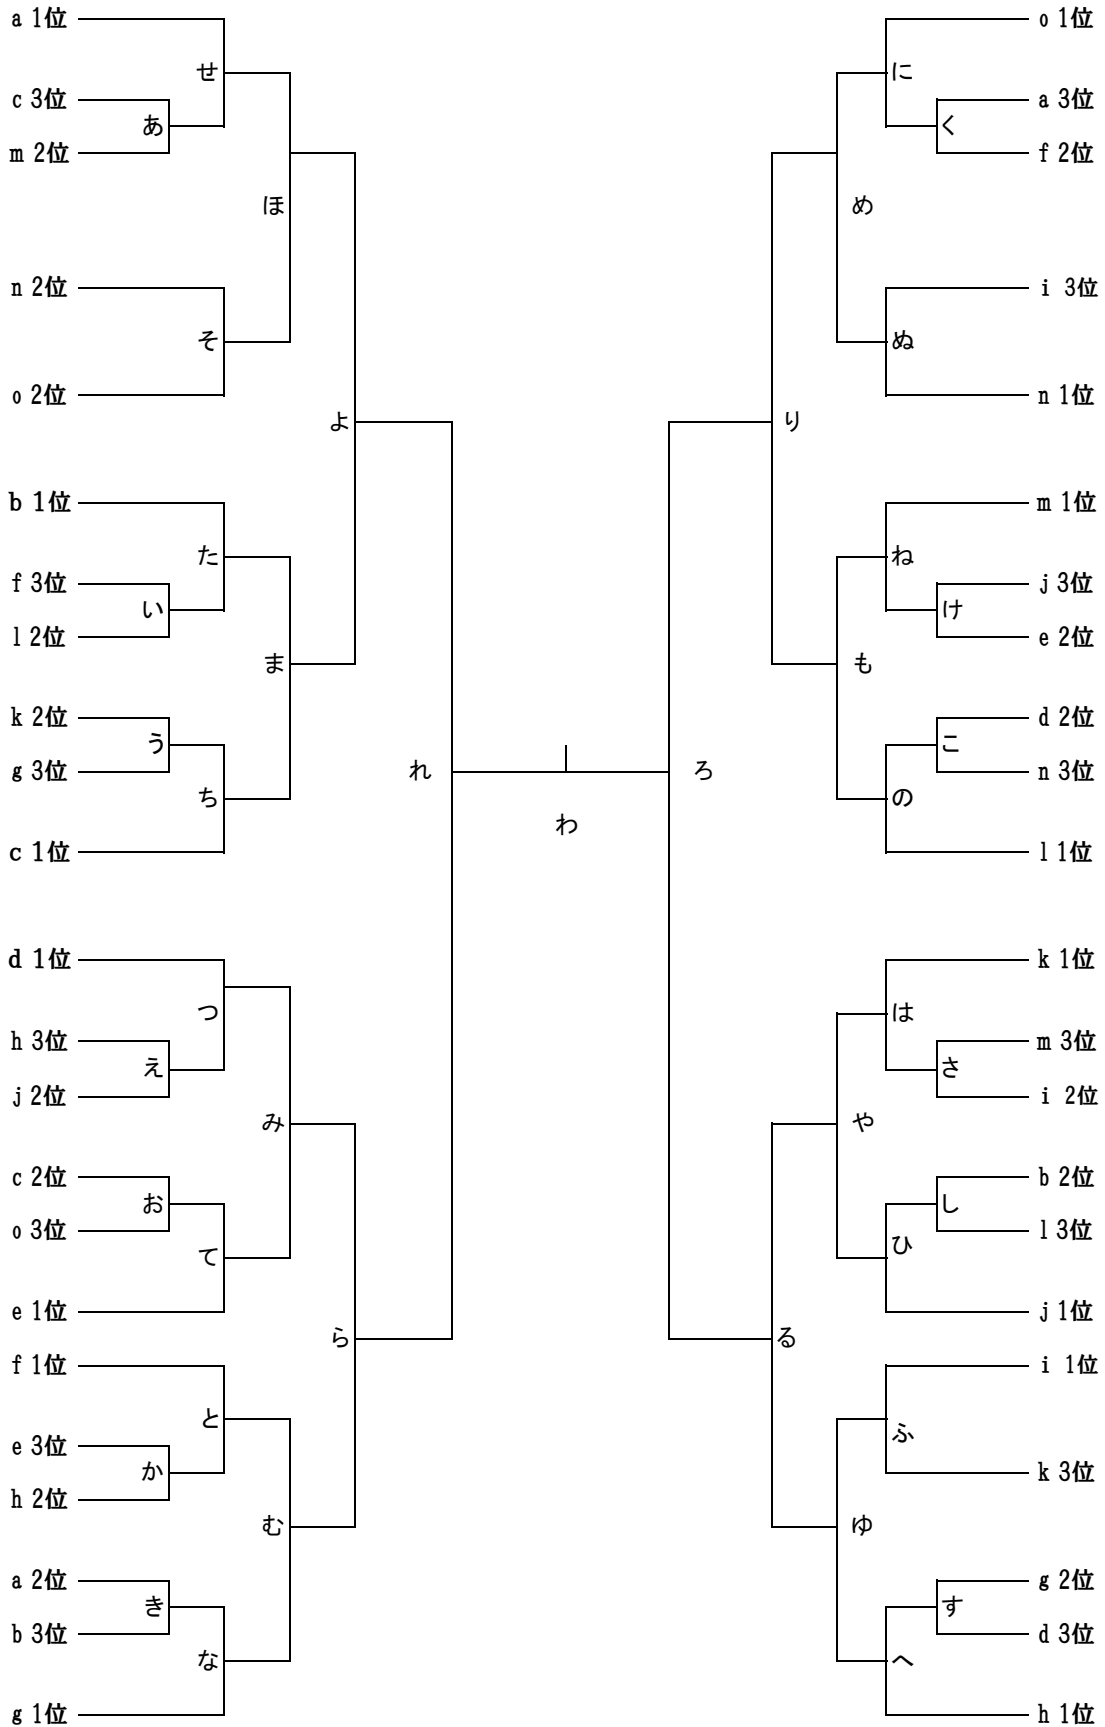 a 1位
o 1位
せ
に
c 3位
a 3位
あ
く
m 2位
f 2位
ほ
め
n 2位
i 3位
そ
ぬ
o 2位
n 1位
よ
り
b 1位
m 1位
た
ね
f 3位
j 3位
い
け
l 2位
e 2位
ま
も
k 2位
d 2位
う
こ
g 3位
n 3位
れ
ろ
ち
の
わ
c 1位
l 1位
d 1位
k 1位
つ
は
h 3位
m 3位
え
さ
j 2位
i 2位
み
や
c 2位
b 2位
お
し
o 3位
l 3位
て
ひ
e 1位
j 1位
ら
る
f 1位
i 1位
と
ふ
e 3位
か
k 3位
h 2位
む
ゆ
a 2位
g 2位
き
す
b 3位
d 3位
な
へ
g 1位
h 1位